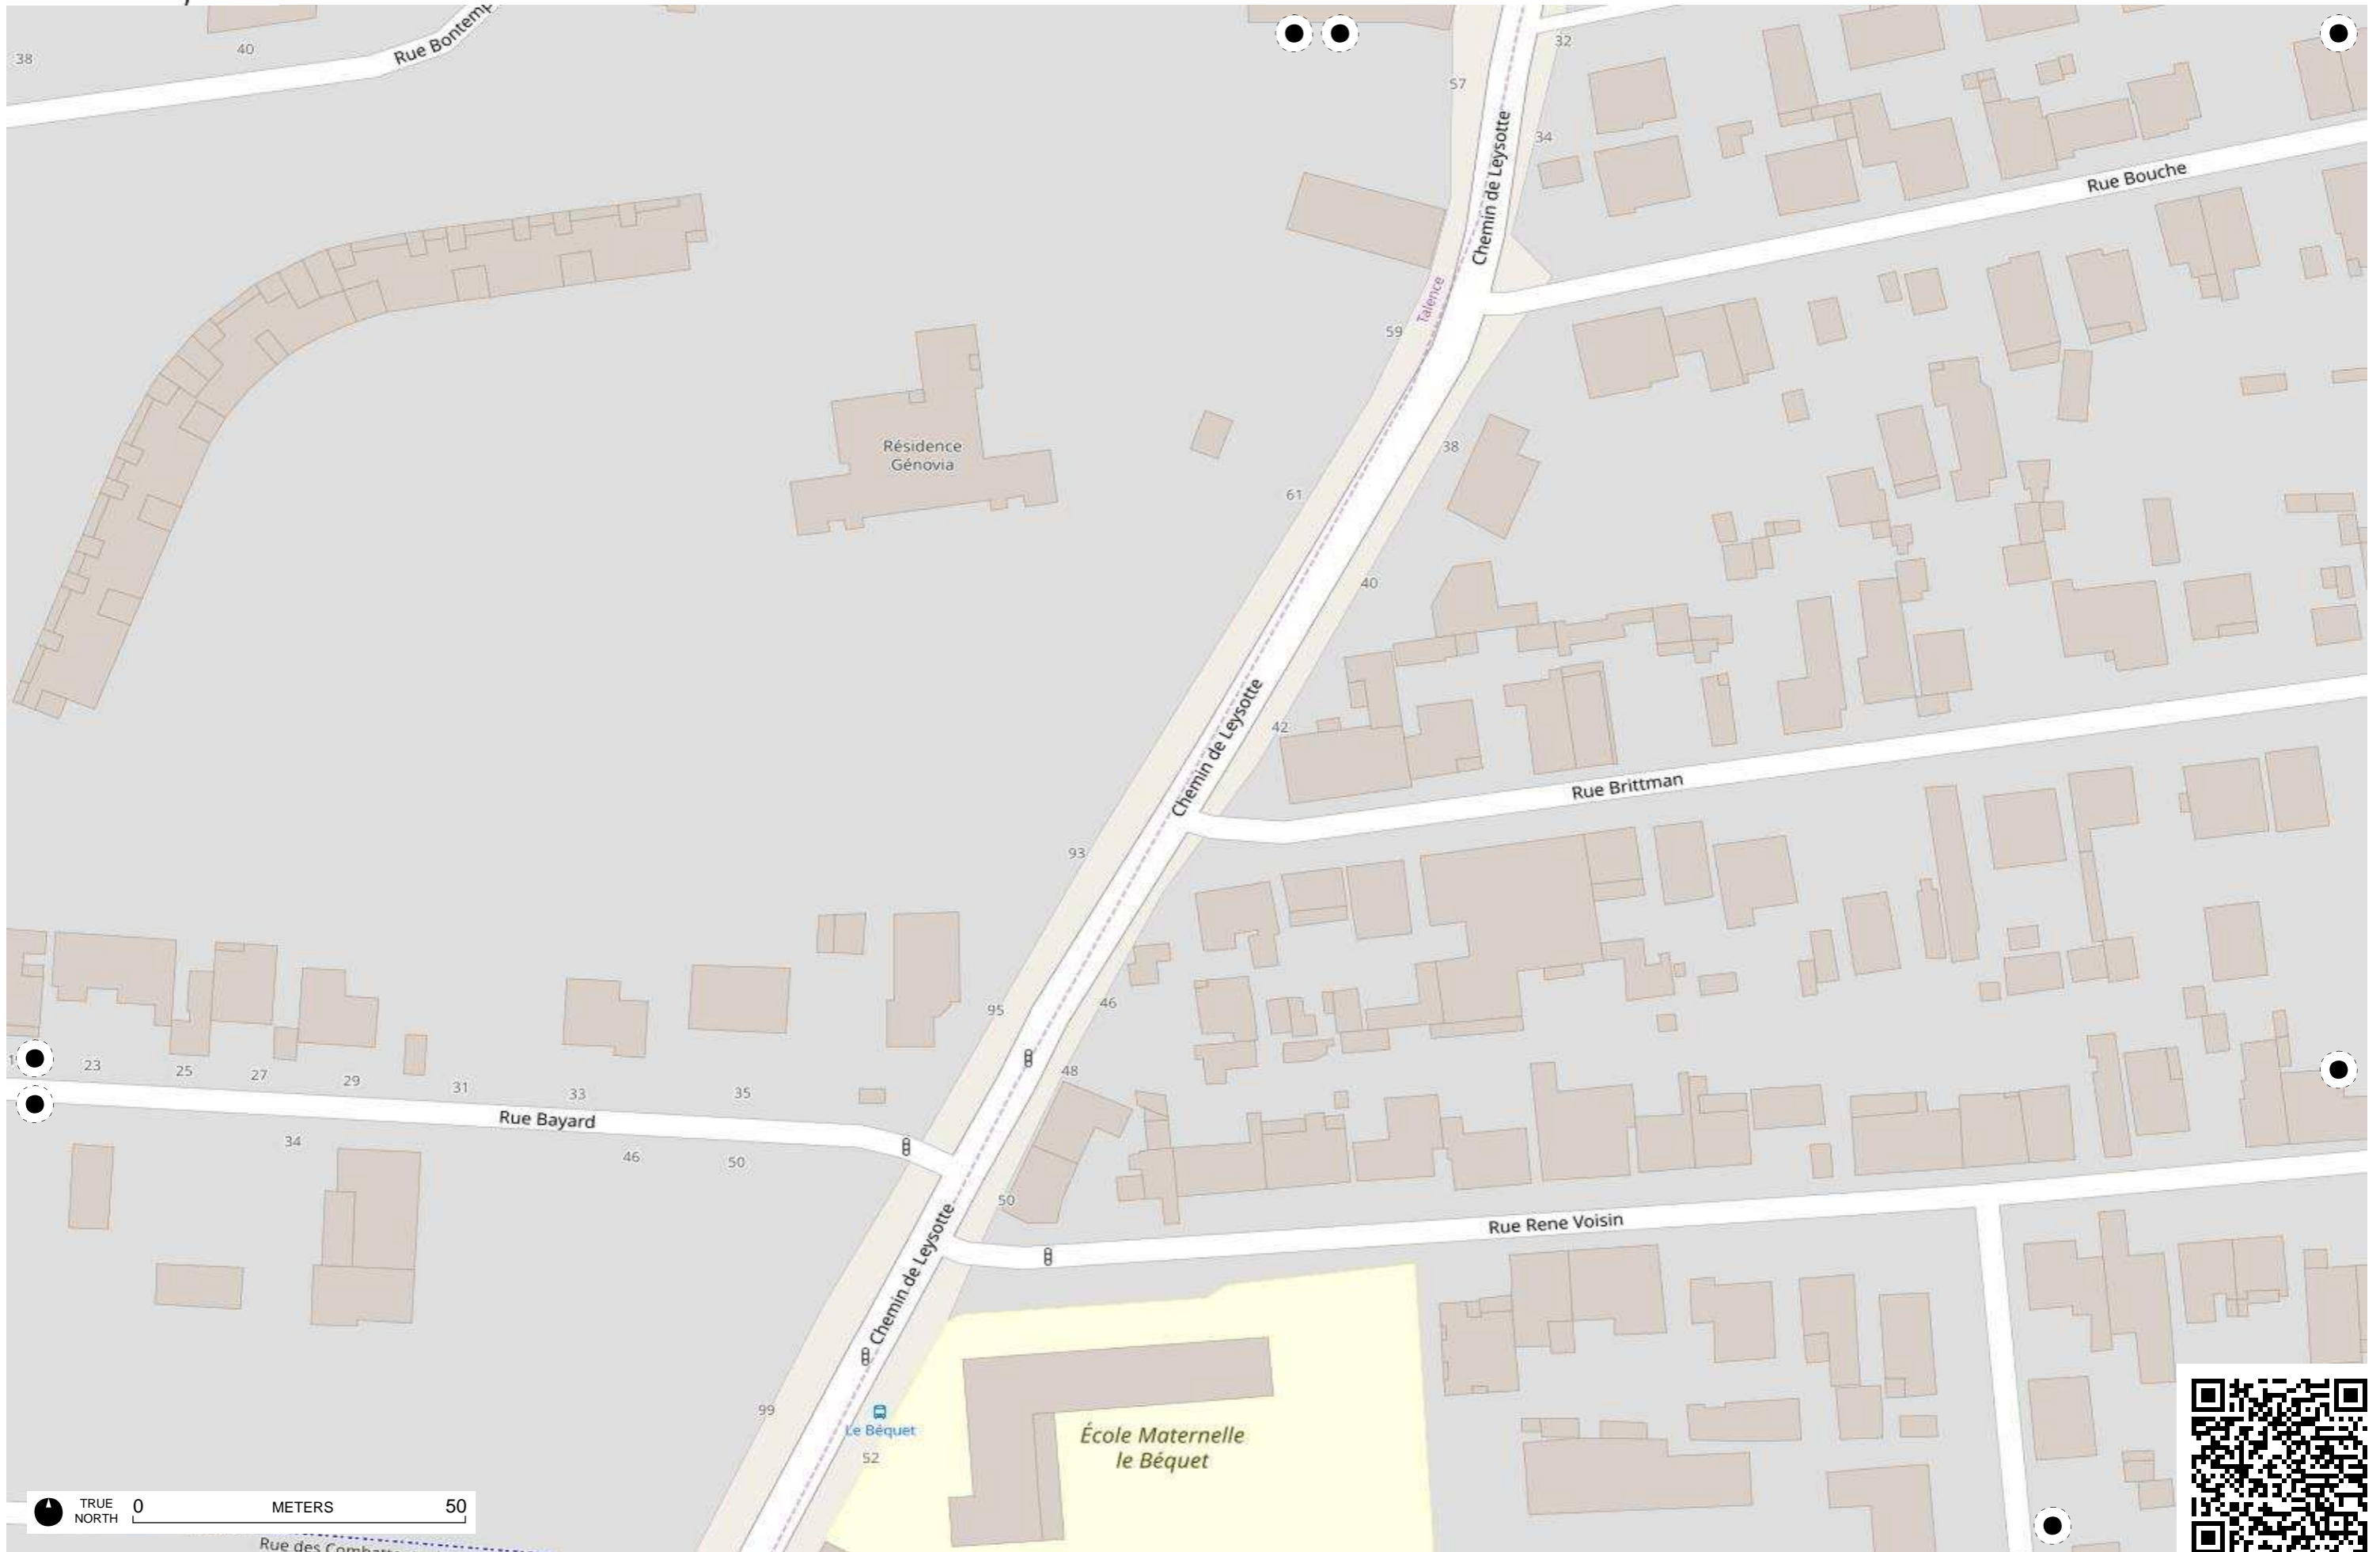 40
38
Rue Bontemp
32
57
34
Chemin de Leysotte
Rue Bouche
Talence
59
38
Résidence
Génovia
61
40
Chemin de Leysotte
42
Rue Brittman
93
95
46
48
23
25
27
29
31
33
35
Rue Bayard
34
46
50
50
Rue Rene Voisin
Chemin de Leysotte
99
Le Béquet
52
École Maternelle
le Béquet
TRUE
NORTH
0 METERS 50
Rue des